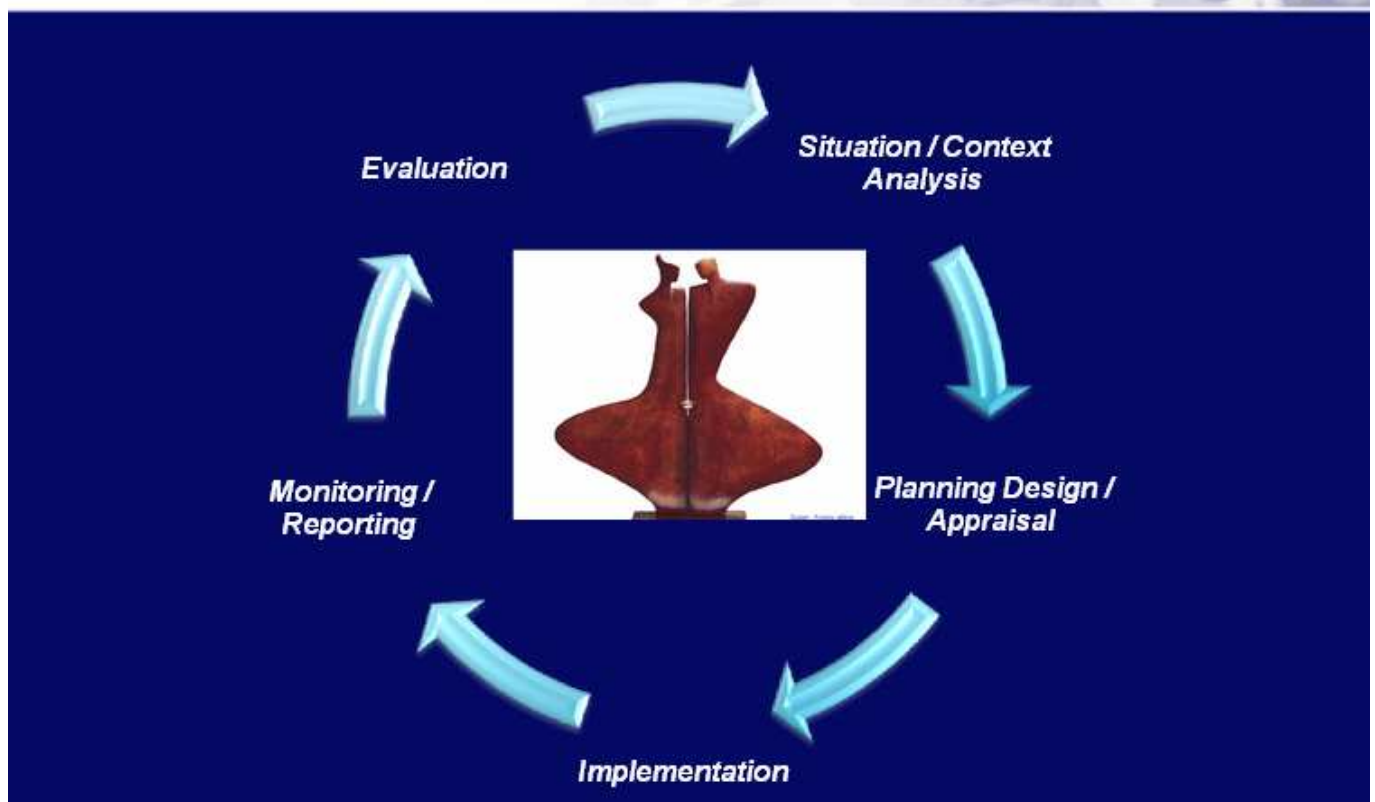 Evaluation
Situation / Context
Analysis
Monitoring /
Reporting
Planning Design /
Appraisal
Implementation